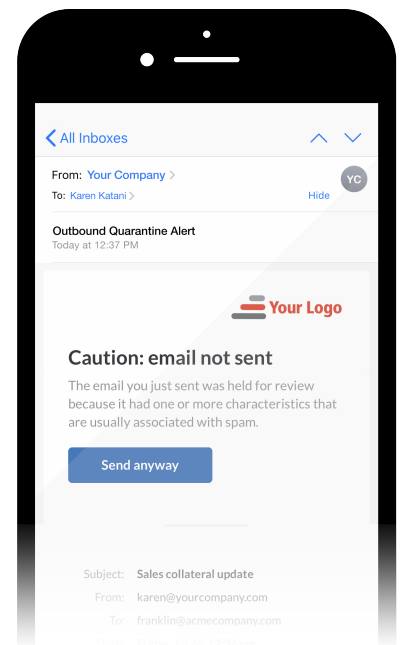 All Inboxes
From: Your Company
YC
To: Karen Katani
Hide
Outbound Quarantine Alert
Today at 12:37 PM
Your Logo
Caution: email not sent
The email you just sent was held for review
because it had one or more characteristics that
are usually associated with spam.
Send anyway
Subject: Sales collateral update
From: karen@yourcompany.com
To: franklin@acmecompany.com